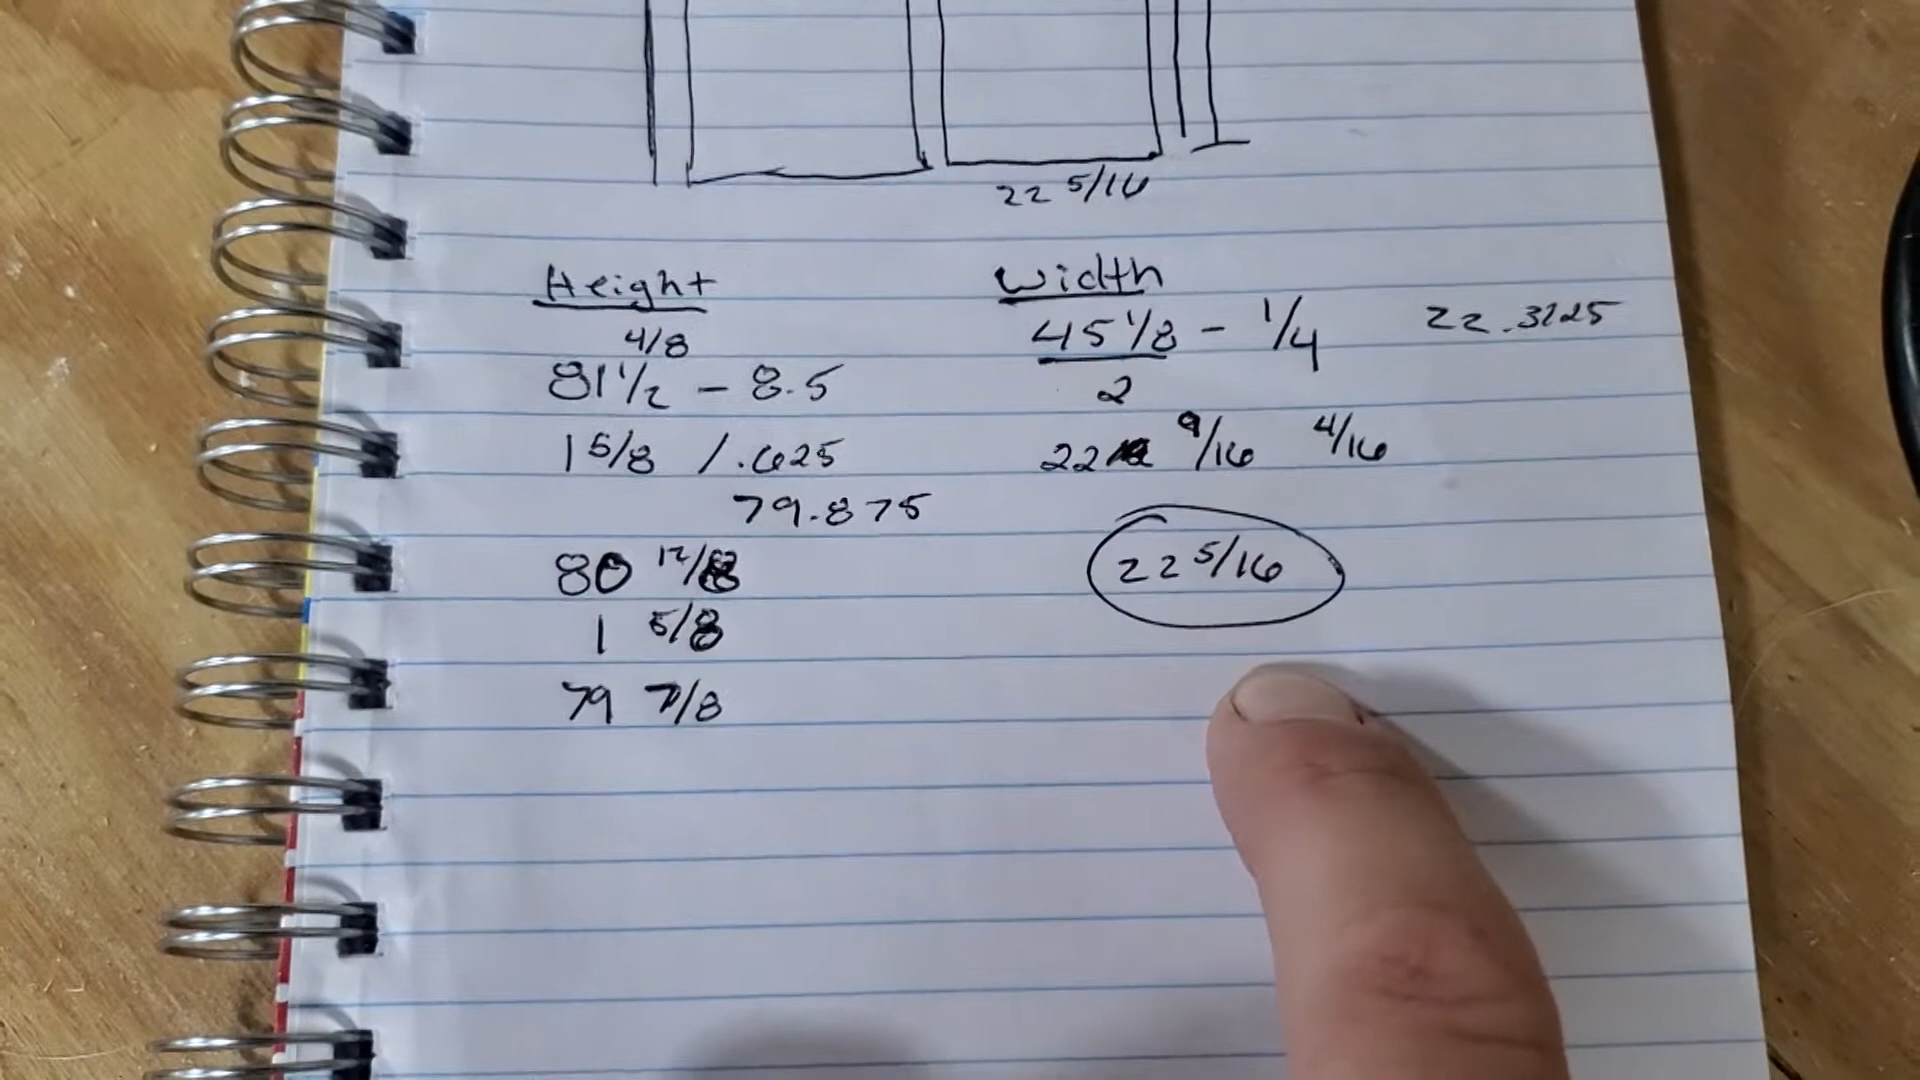 22 5/16
Height
4/8
81 1/2 - 8.5
1 5/8 / .625
79.875
80 12/8
1 5/8
79 7/8
Width
45 1/8 - 1/4
2
22 9/16 4/16
22 5/16
22.3125